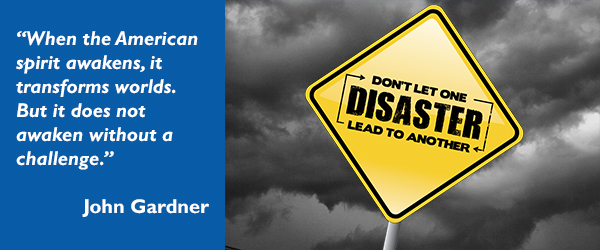 “When the American
spirit awakens, it
transforms worlds.
But it does not
awaken without a
challenge.”
John Gardner
DON'T LET ONE
DISASTER
LEAD TO ANOTHER